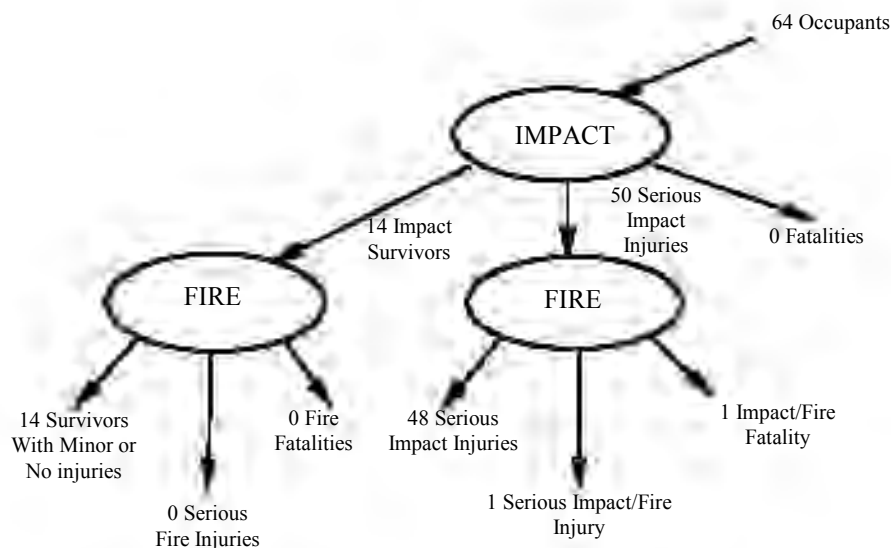 64 Occupants
IMPACT
14 Impact
Survivors
50 Serious
Impact
Injuries
0 Fatalities
FIRE
FIRE
14 Survivors
With Minor or
No injuries
0 Fire
Fatalities
48 Serious
Impact Injuries
1 Impact/Fire
Fatality
0 Serious
Fire Injuries
1 Serious Impact/Fire
Injury